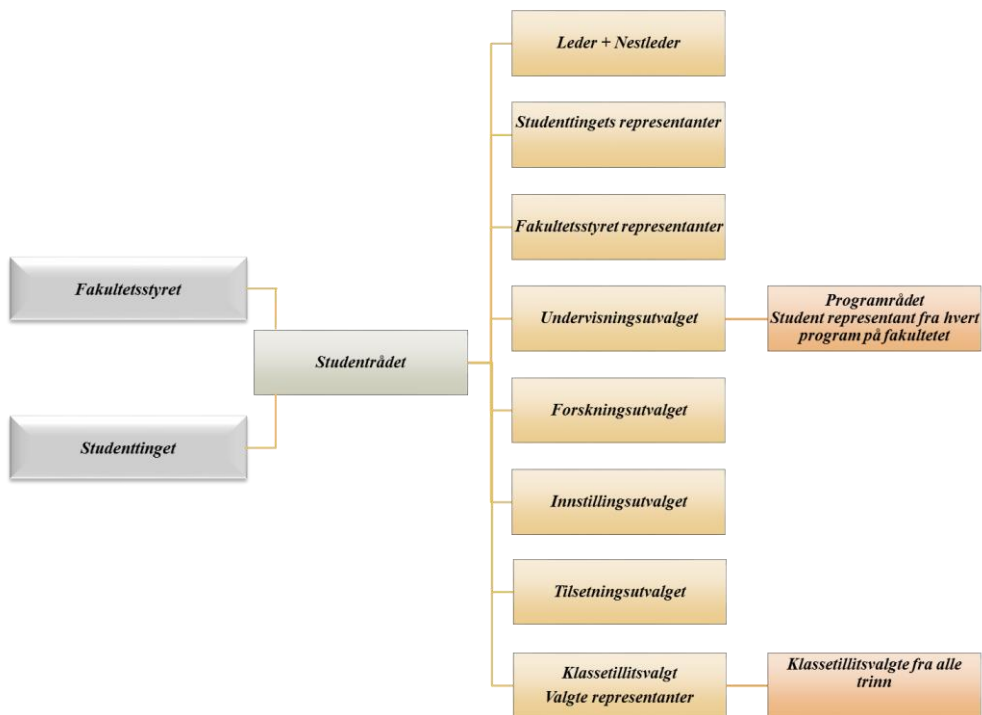 Fakultetsstyret
Studenttinget
Studentrådet
Leder + Nestleder
Studenttingets representanter
Fakultetsstyret representanter
Undervisningsutvalget
Programrådet
Student representant fra hvert
program på fakultetet
Forskningsutvalget
Innstillingsutvalget
Tilsetningsutvalget
Klassetillitsvalgt
Valgte representanter
Klassetillitsvalgte fra alle
trinn